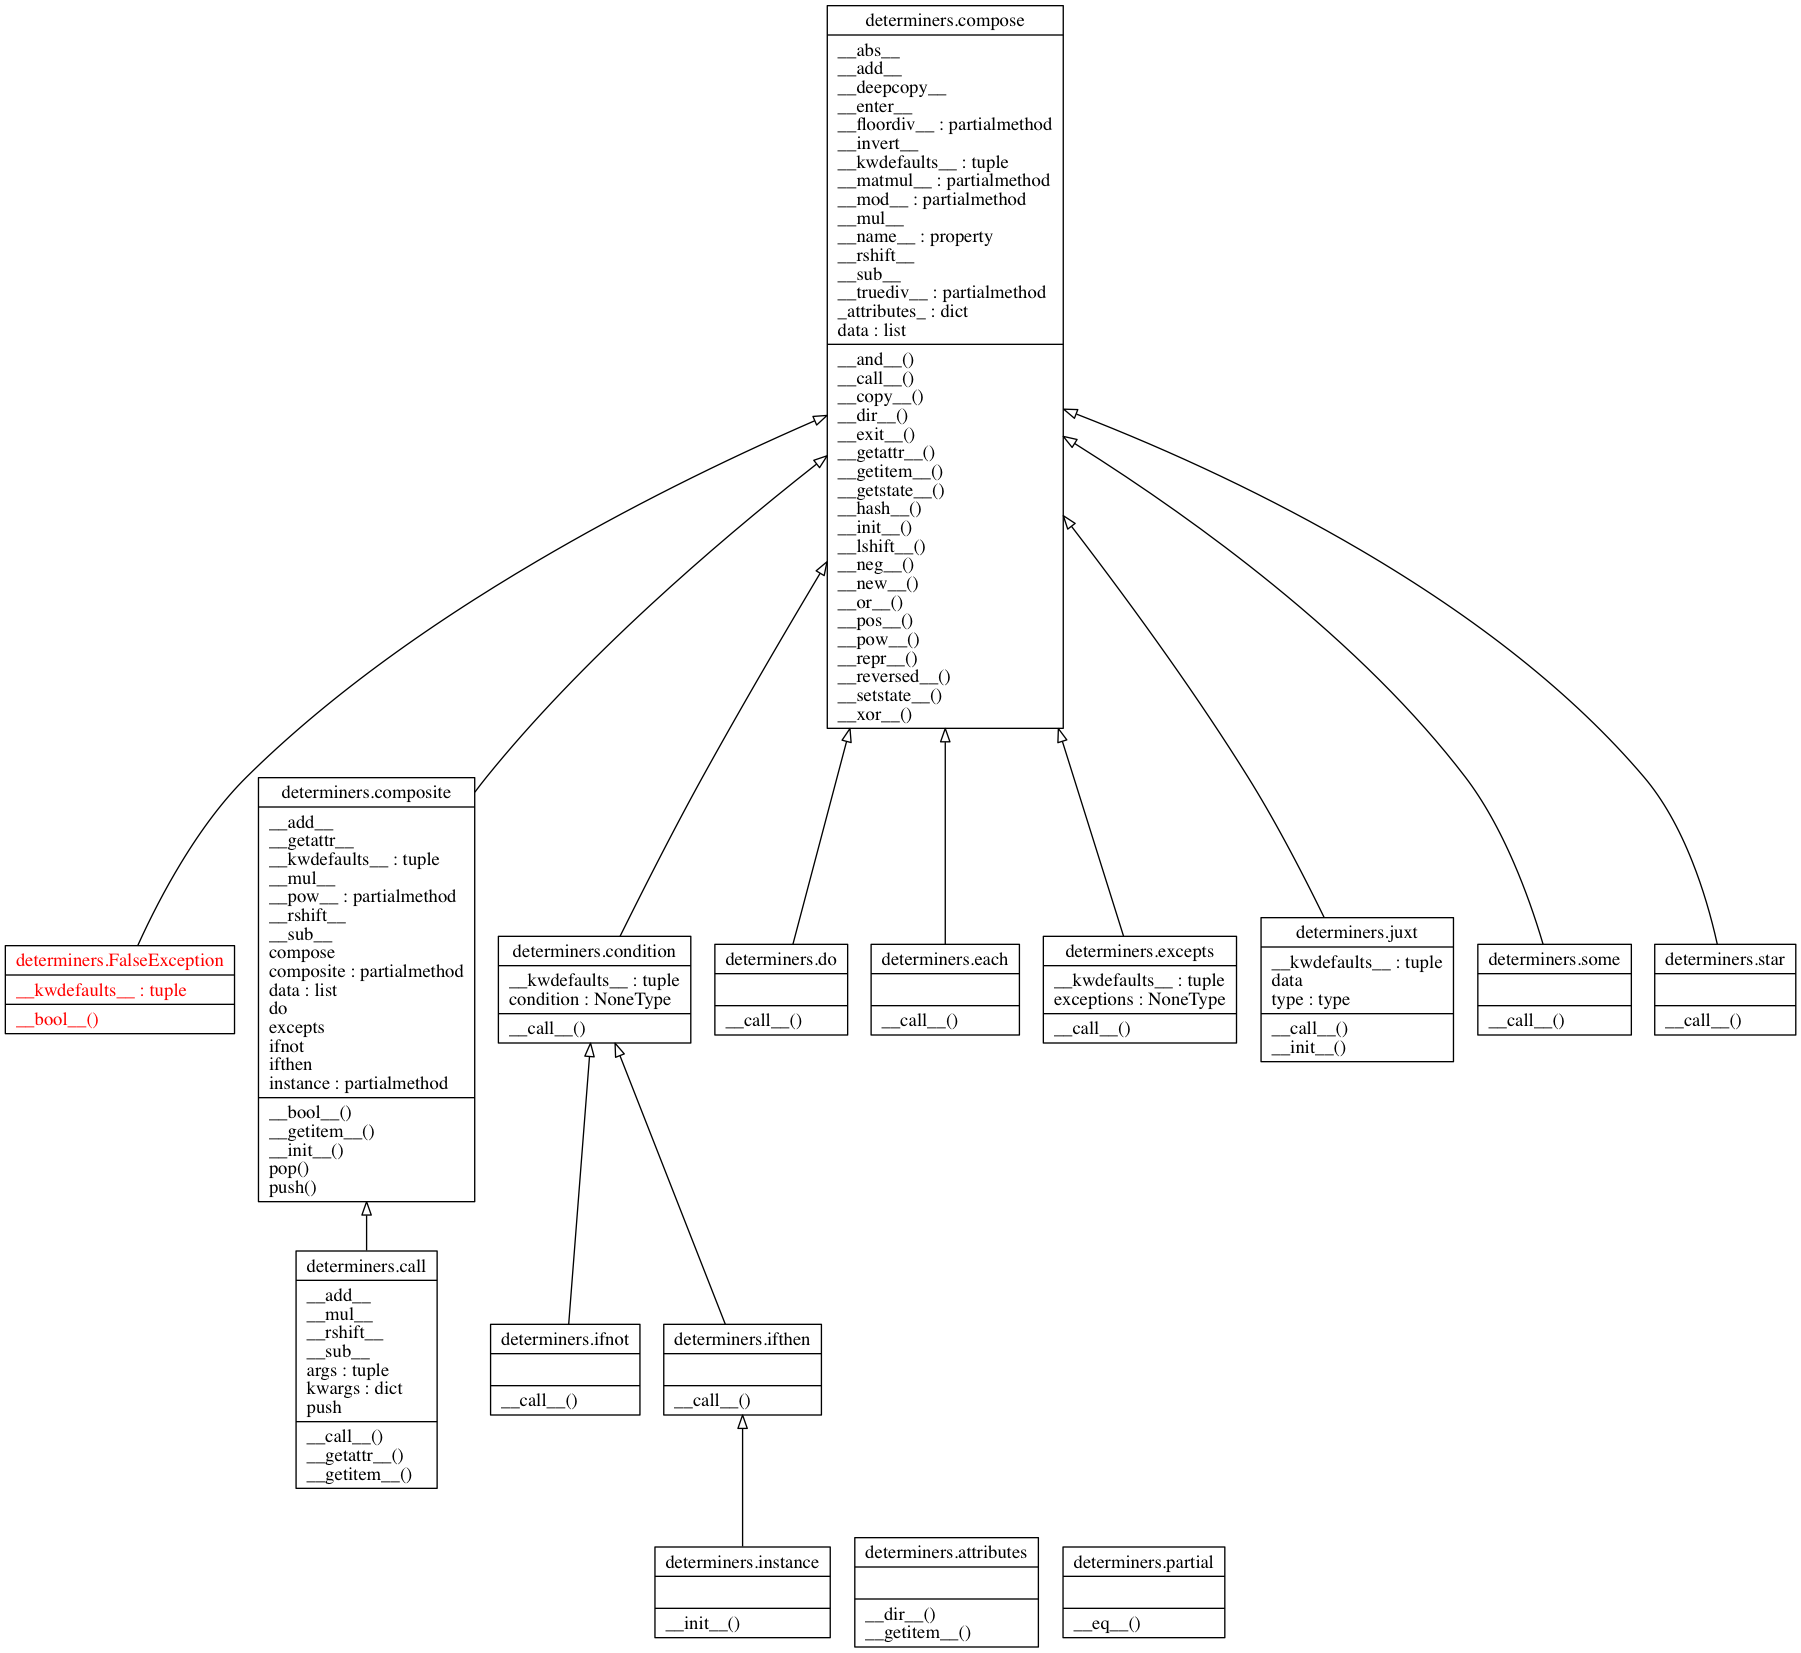 determiners.compose
__abs__
__add__
__deepcopy__
__enter__
__floordiv__ : partialmethod
__invert__
__kwdefaults__ : tuple
__matmul__ : partialmethod
__mod__ : partialmethod
__mul__
__name__ : property
__rshift__
__sub__
__truediv__ : partialmethod
_attributes_ : dict
data : list
__and__()
__call__()
__copy__()
__dir__()
__exit__()
__getattr__()
__getitem__()
__getstate__()
__hash__()
__init__()
__lshift__()
__neg__()
__new__()
__or__()
__pos__()
__pow__()
__repr__()
__reversed__()
__setstate__()
__xor__()
determiners.FalseException
__kwdefaults__ : tuple
__bool__()
determiners.composite
__add__
__getattr__
__kwdefaults__ : tuple
__mul__
__pow__ : partialmethod
__rshift__
__sub__
compose
composite : partialmethod
data : list
do
excepts
ifnot
ifthen
instance : partialmethod
__bool__()
__getitem__()
__init__()
pop()
push()
determiners.condition
__kwdefaults__ : tuple
condition : NoneType
__call__()
determiners.do
__call__()
determiners.each
__call__()
determiners.excepts
__kwdefaults__ : tuple
exceptions : NoneType
__call__()
determiners.juxt
__kwdefaults__ : tuple
data
type : type
__call__()
__init__()
determiners.some
__call__()
determiners.star
__call__()
determiners.call
__add__
__mul__
__rshift__
__sub__
args : tuple
kwargs : dict
push
__call__()
__getattr__()
__getitem__()
determiners.ifnot
__call__()
determiners.ifthen
__call__()
determiners.instance
__init__()
determiners.attributes
__dir__()
__getitem__()
determiners.partial
__eq__()